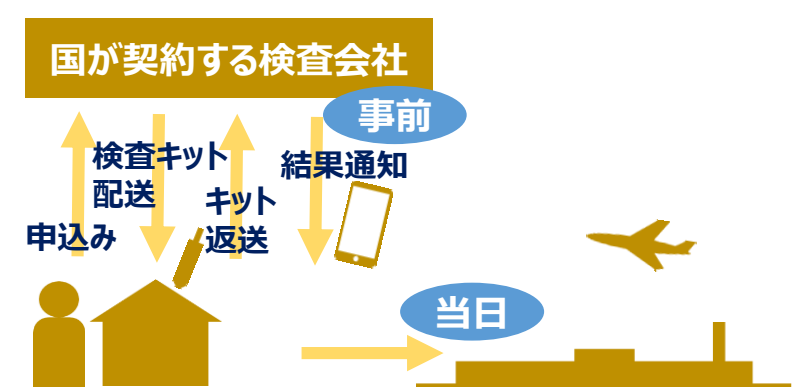 国が契約する検査会社
事前
検査キット
配送
結果通知
キット
返送
申込み
当日